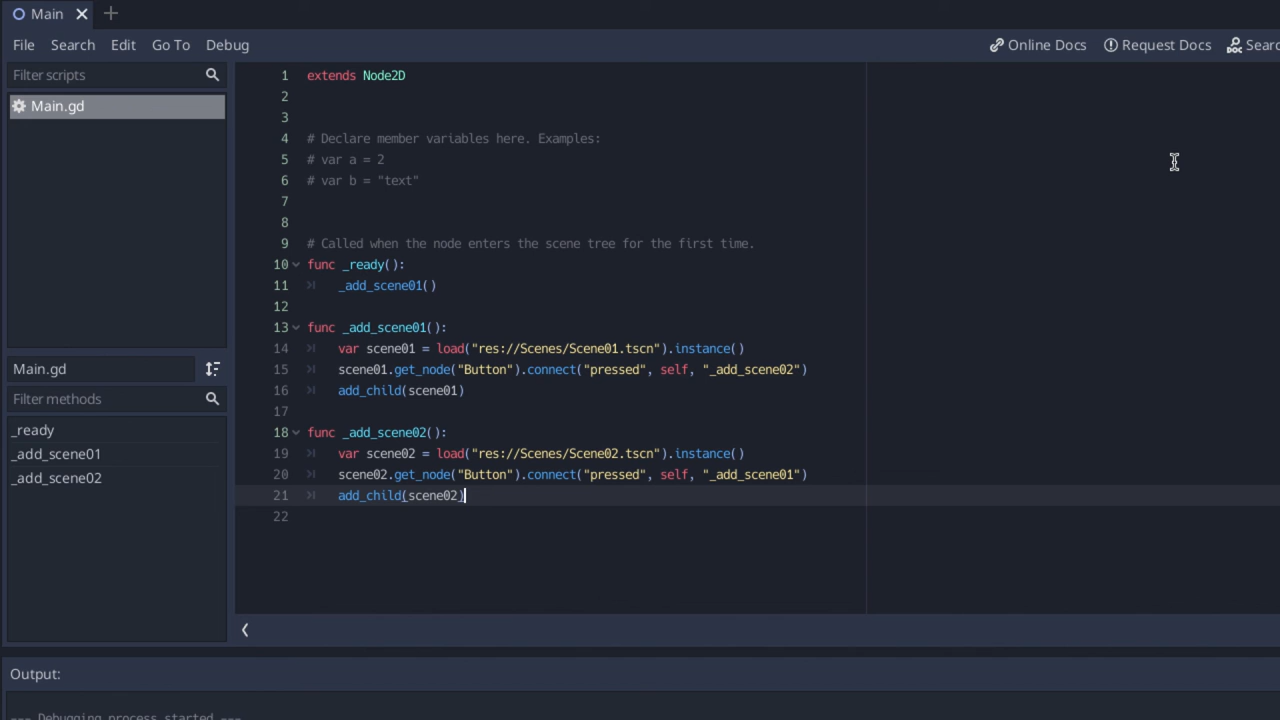 Main
File Search Edit Go To Debug
Online Docs Request Docs Searc
Filter scripts
Main.gd
Main.gd
Filter methods
_ready
_add_scene01
_add_scene02
1 extends Node2D
2
3
4 # Declare member variables here. Examples:
5 # var a = 2
6 # var b = "text"
7
8
9 # Called when the node enters the scene tree for the first time.
10 func _ready():
11 _add_scene01()
12
13 func _add_scene01():
14 var scene01 = load("res://Scenes/Scene01.tscn").instance()
15 scene01.get_node("Button").connect("pressed", self, "_add_scene02")
16 add_child(scene01)
17
18 func _add_scene02():
19 var scene02 = load("res://Scenes/Scene02.tscn").instance()
20 scene02.get_node("Button").connect("pressed", self, "_add_scene01")
21 add_child(scene02)
22
Output:
--- Debugging process started ---